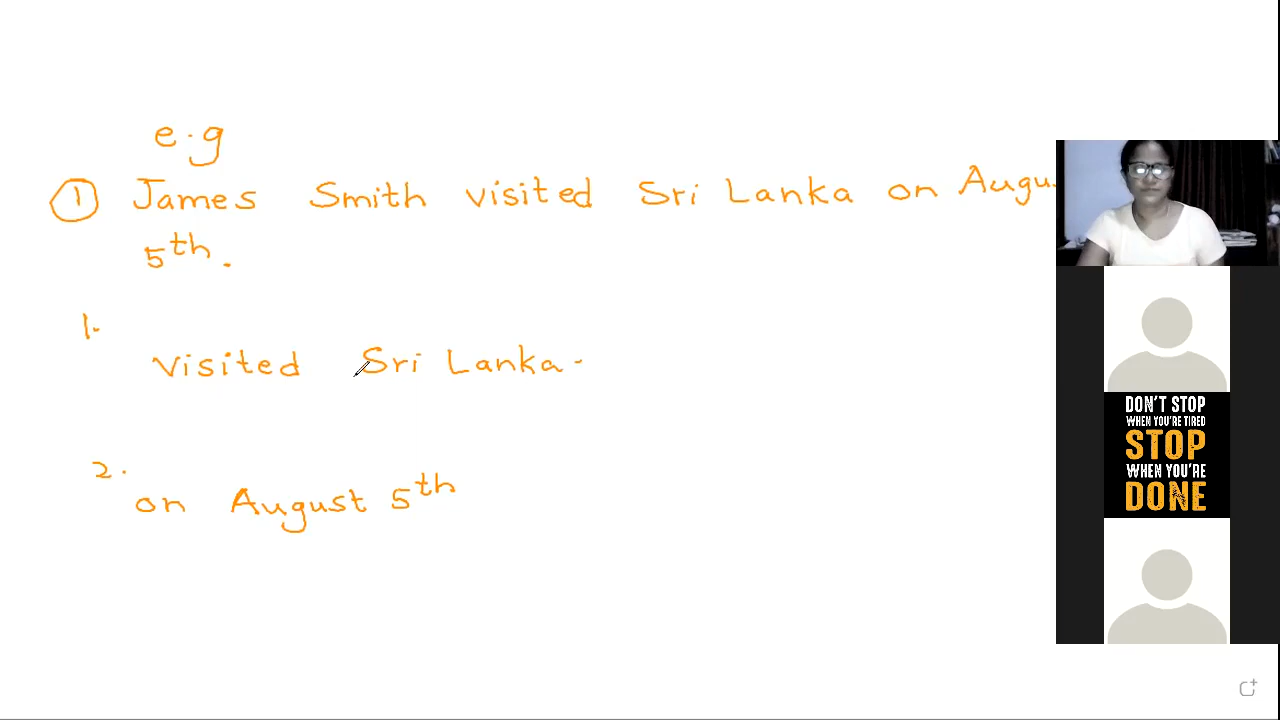 e.g
1 James Smith visited Sri Lanka on Augu
5th.
1.
visited Sri Lanka.
2.
on August 5th
DON'T STOP
WHEN YOU'RE TIRED
STOP
WHEN YOU'RE
DONE